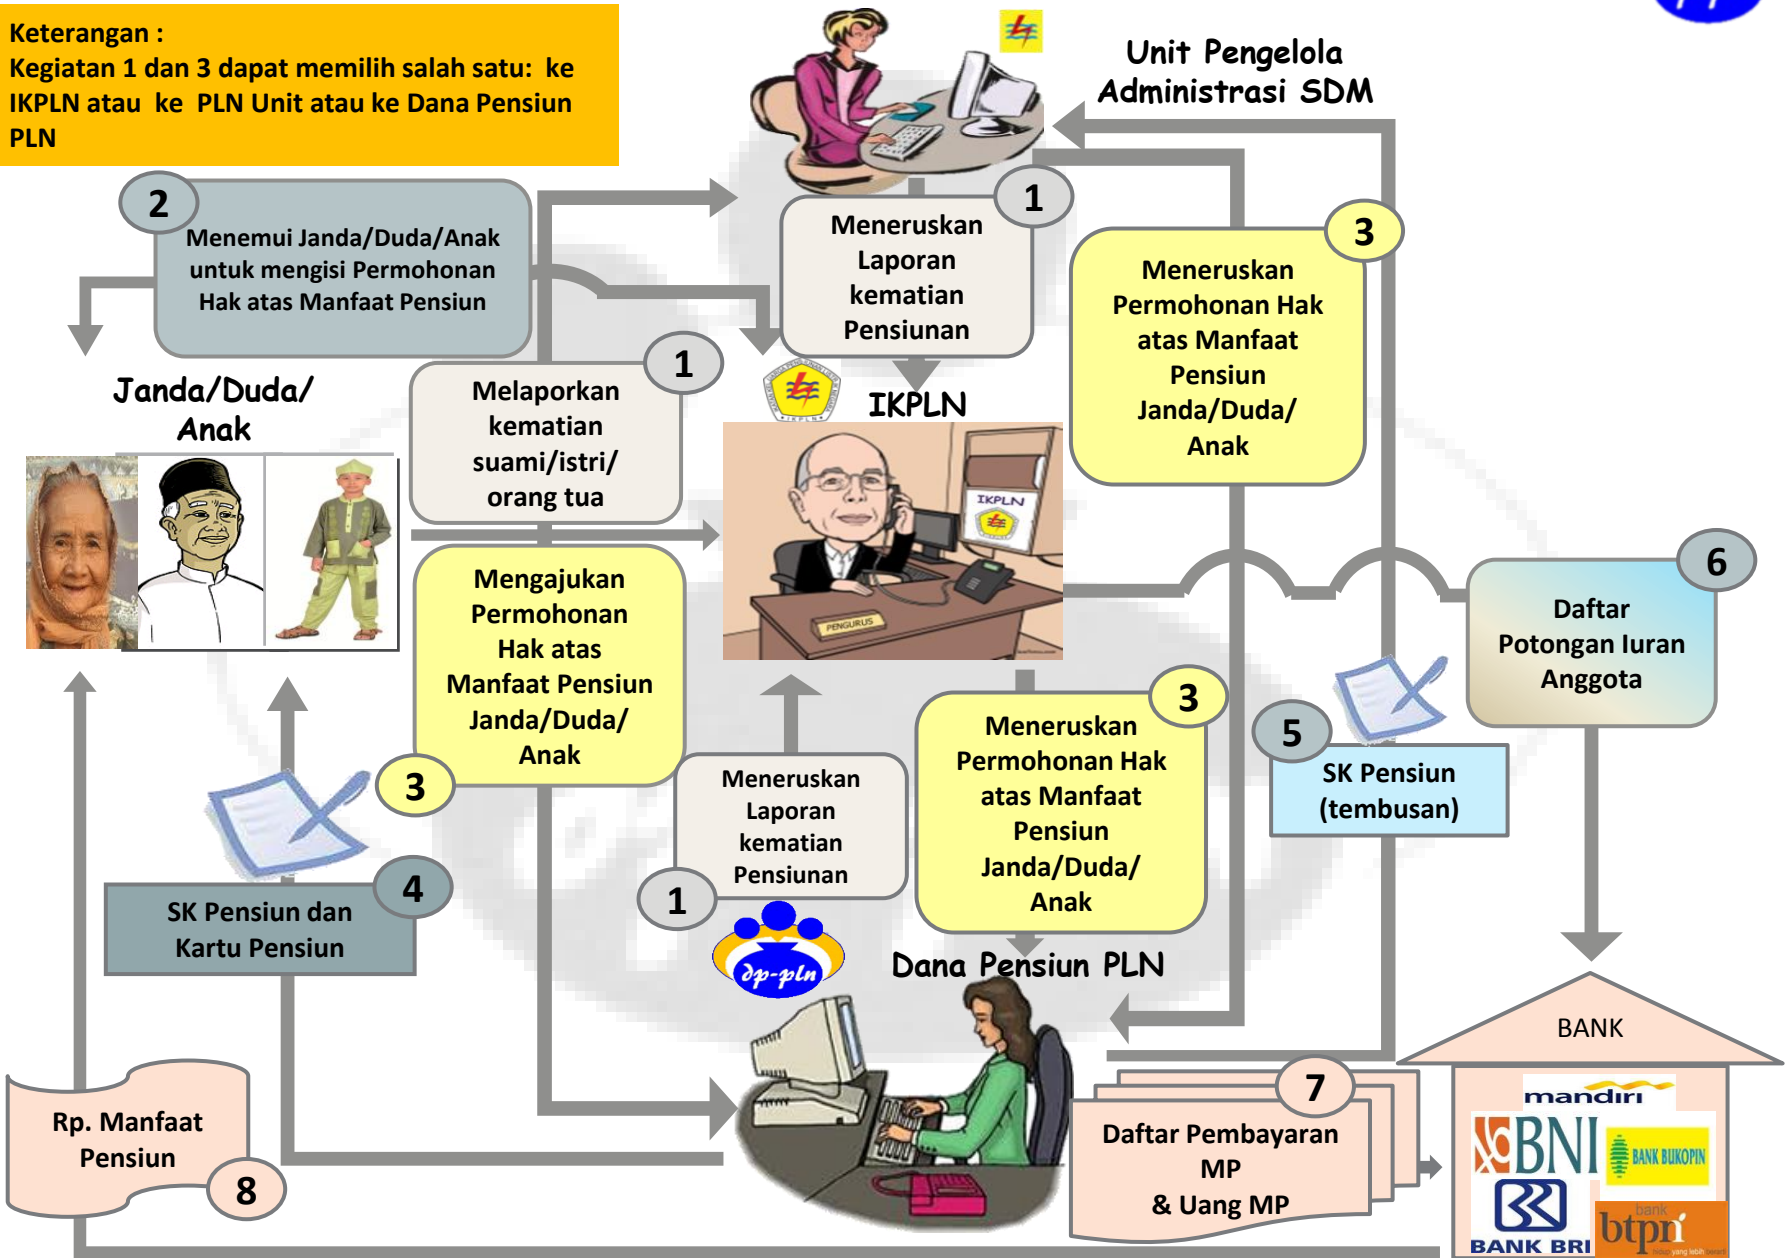 Keterangan :
Kegiatan 1 dan 3 dapat memilih salah satu: ke
IKPLN atau ke PLN Unit atau ke Dana Pensiun
PLN
Unit Pengelola
Administrasi SDM
2
Menemui Janda/Duda/Anak
untuk mengisi Permohonan
Hak atas Manfaat Pensiun
1
Meneruskan
Laporan
kematian
Pensiunan
3
Meneruskan
Permohonan Hak
atas Manfaat
Pensiun
Janda/Duda/
Anak
1
Melaporkan
kematian
suami/istri/
orang tua
Janda/Duda/
Anak
IKPLN
IKPLN
IKPLN
PENGURUS
Mengajukan
Permohonan
Hak atas
Manfaat Pensiun
Janda/Duda/
Anak
3
6
Daftar
Potongan Iuran
Anggota
3
Meneruskan
Permohonan Hak
atas Manfaat
Pensiun
Janda/Duda/
Anak
5
SK Pensiun
(tembusan)
Meneruskan
Laporan
kematian
Pensiunan
1
4
SK Pensiun dan
Kartu Pensiun
dp-pln
Dana Pensiun PLN
BANK
mandiri
BNI
BANK BUKOPIN
BANK BRI
bank
btpn
7
Daftar Pembayaran
MP
& Uang MP
Rp. Manfaat
Pensiun
8